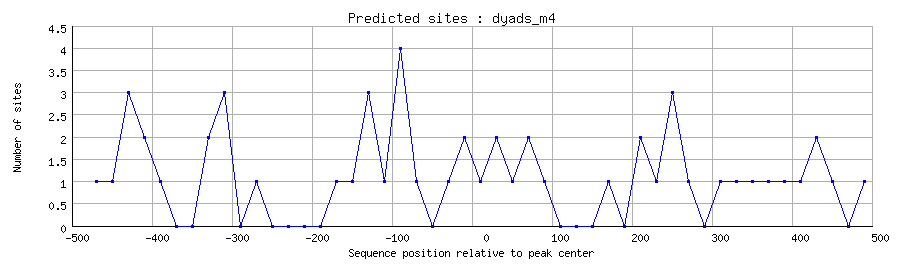 Predicted sites : dyads_m4
4.5
4
3.5
3
2.5
2
1.5
1
0.5
0
Number of sites
-500 -400 -300 -200 -100 0 100 200 300 400 500
Sequence position relative to peak center